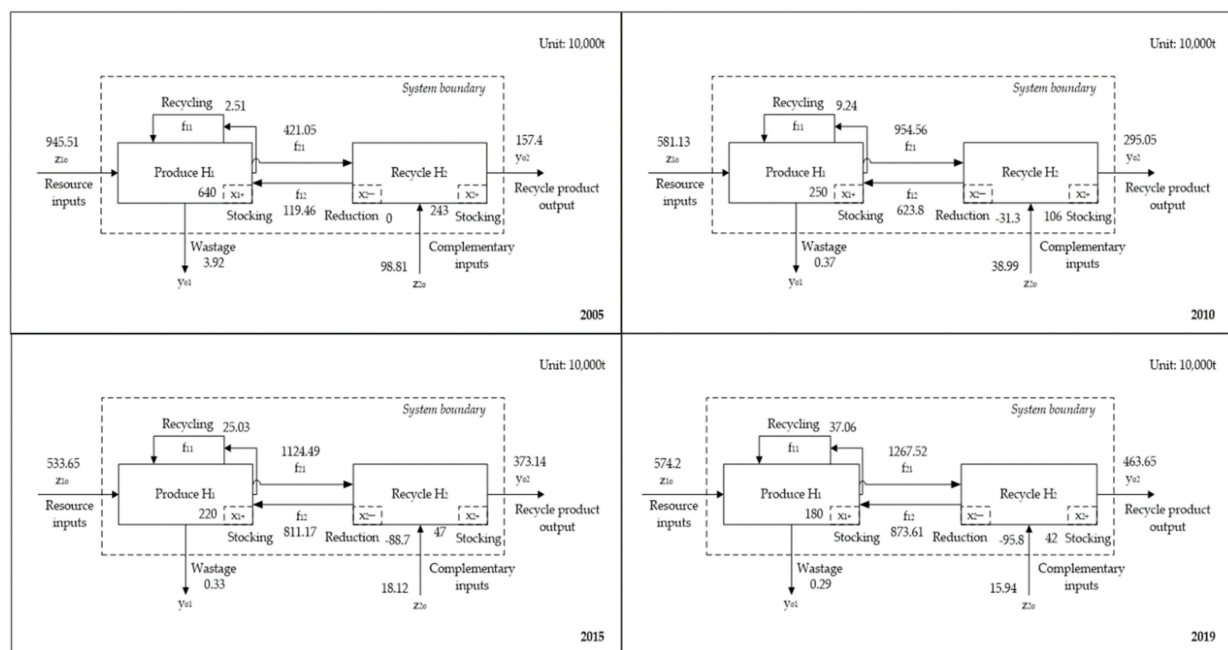 Unit: 10,000t
System boundary
Recycling 2.51
f11
945.51
z1o
Resource
inputs
421.05
f21
157.4
yo2
Recycle product
output
Produce H1
640 X1+
Recycle H2
X2− X2+
f12
119.46
Stocking
Reduction 0
243 Stocking
Wastage
3.92
yo1
Complementary
inputs
98.81
z2o
2005
Unit: 10,000t
System boundary
Recycling 9.24
f11
581.13
z1o
Resource
inputs
954.56
f21
295.05
yo2
Recycle product
output
Produce H1
250 X1+
Recycle H2
X2− X2+
f12
623.8
Stocking
Reduction -31.3
106 Stocking
Wastage
0.37
yo1
Complementary
inputs
38.99
z2o
2010
Unit: 10,000t
System boundary
Recycling 25.03
f11
533.65
z1o
Resource
inputs
1124.49
f21
373.14
yo2
Recycle product
output
Produce H1
220 X1+
Recycle H2
X2− X2+
f12
811.17
Stocking
Reduction -88.7
47 Stocking
Wastage
0.33
yo1
Complementary
inputs
18.12
z2o
2015
Unit: 10,000t
System boundary
Recycling 37.06
f11
574.2
z1o
Resource
inputs
1267.52
f21
463.65
yo2
Recycle product
output
Produce H1
180 X1+
Recycle H2
X2− X2+
f12
873.61
Stocking
Reduction -95.8
42 Stocking
Wastage
0.29
yo1
Complementary
inputs
15.94
z2o
2019